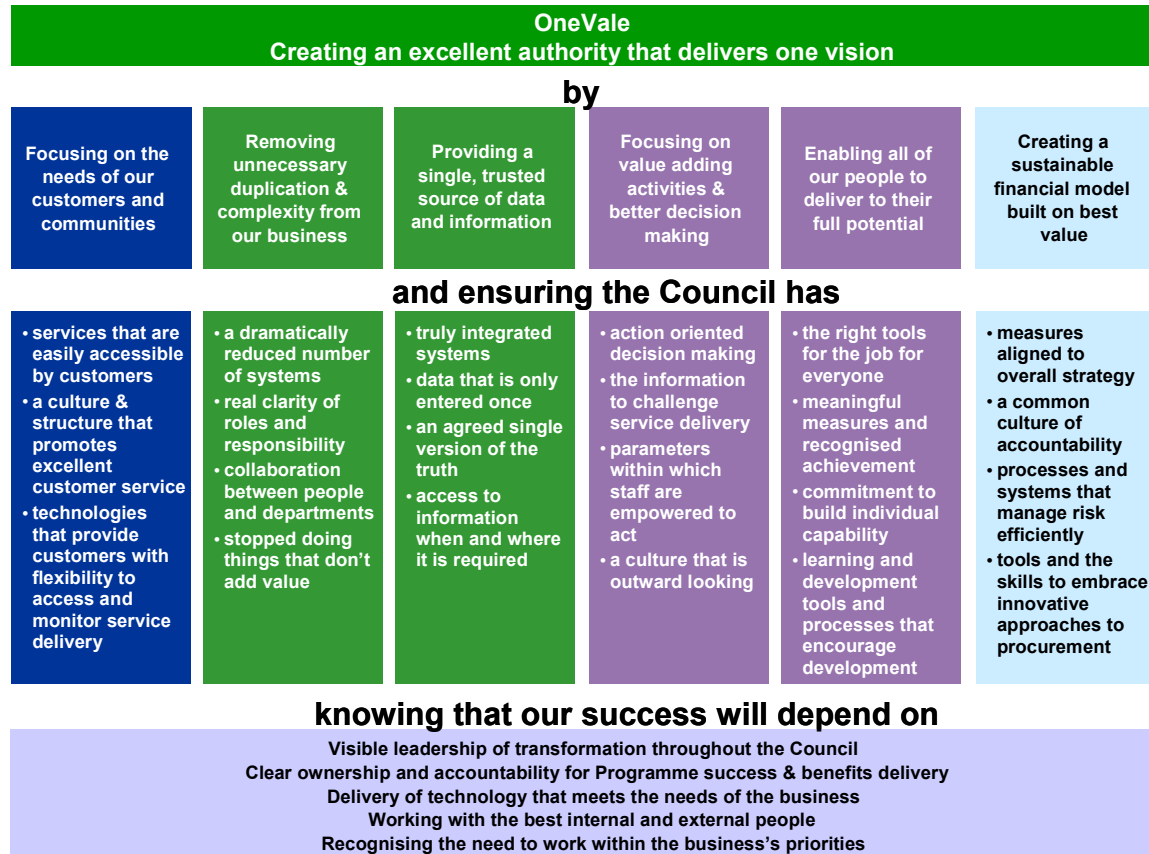 OneVale
Creating an excellent authority that delivers one vision
by
Focusing on the
needs of our
customers and
communities
Removing
unnecessary
duplication &
complexity from
our business
Providing a
single, trusted
source of data
and information
Focusing on
value adding
activities &
better decision
making
Enabling all of
our people to
deliver to their
full potential
Creating a
sustainable
financial model
built on best
value
and ensuring the Council has
• services that are
easily accessible
by customers
• a culture &
structure that
promotes
excellent
customer service
• technologies
that provide
customers with
flexibility to
access and
monitor service
delivery
• a dramatically
reduced number
of systems
• real clarity of
roles and
responsibility
• collaboration
between people
and departments
• stopped doing
things that don't
add value
• truly integrated
systems
• data that is only
entered once
• an agreed single
version of the
truth
• access to
information
when and where
it is required
• action oriented
decision making
• the information
to challenge
service delivery
• parameters
within which
staff are
empowered to
act
• a culture that is
outward looking
• the right tools
for the job for
everyone
• meaningful
measures and
recognised
achievement
• commitment to
build individual
capability
• learning and
development
tools and
processes that
encourage
development
• measures
aligned to
overall strategy
• a common
culture of
accountability
• processes and
systems that
manage risk
efficiently
• tools and the
skills to embrace
innovative
approaches to
procurement
knowing that our success will depend on
Visible leadership of transformation throughout the Council
Clear ownership and accountability for Programme success & benefits delivery
Delivery of technology that meets the needs of the business
Working with the best internal and external people
Recognising the need to work within the business's priorities